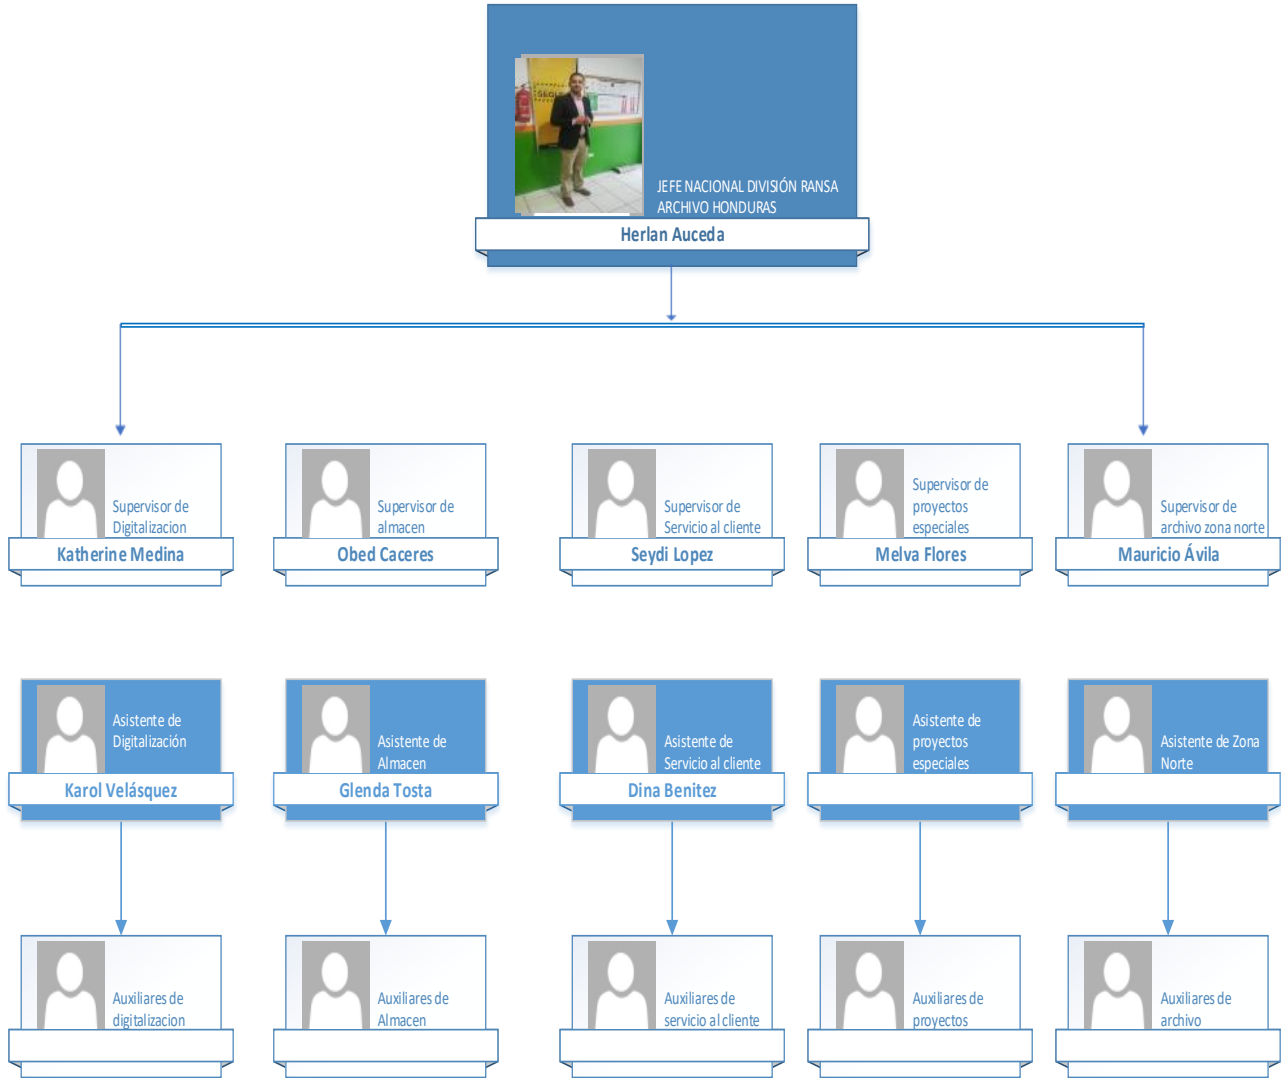 SEGU
JEFE NACIONAL DIVISIÓN RANSA
ARCHIVO HONDURAS
Herlan Auceda
Supervisor de
Digitalizacion
Katherine Medina
Supervisor de
almacen
Obed Caceres
Supervisor de
Servicio al cliente
Seydi Lopez
Supervisor de
proyectos
especiales
Melva Flores
Supervisor de
archivo zona norte
Mauricio Ávila
Asistente de
Digitalización
Karol Velásquez
Asistente de
Almacen
Glenda Tosta
Asistente de
Servicio al cliente
Dina Benitez
Asistente de
proyectos
especiales
Asistente de Zona
Norte
Auxiliares de
digitalizacion
Auxiliares de
Almacen
Auxiliares de
servicio al cliente
Auxiliares de
proyectos
Auxiliares de
archivo